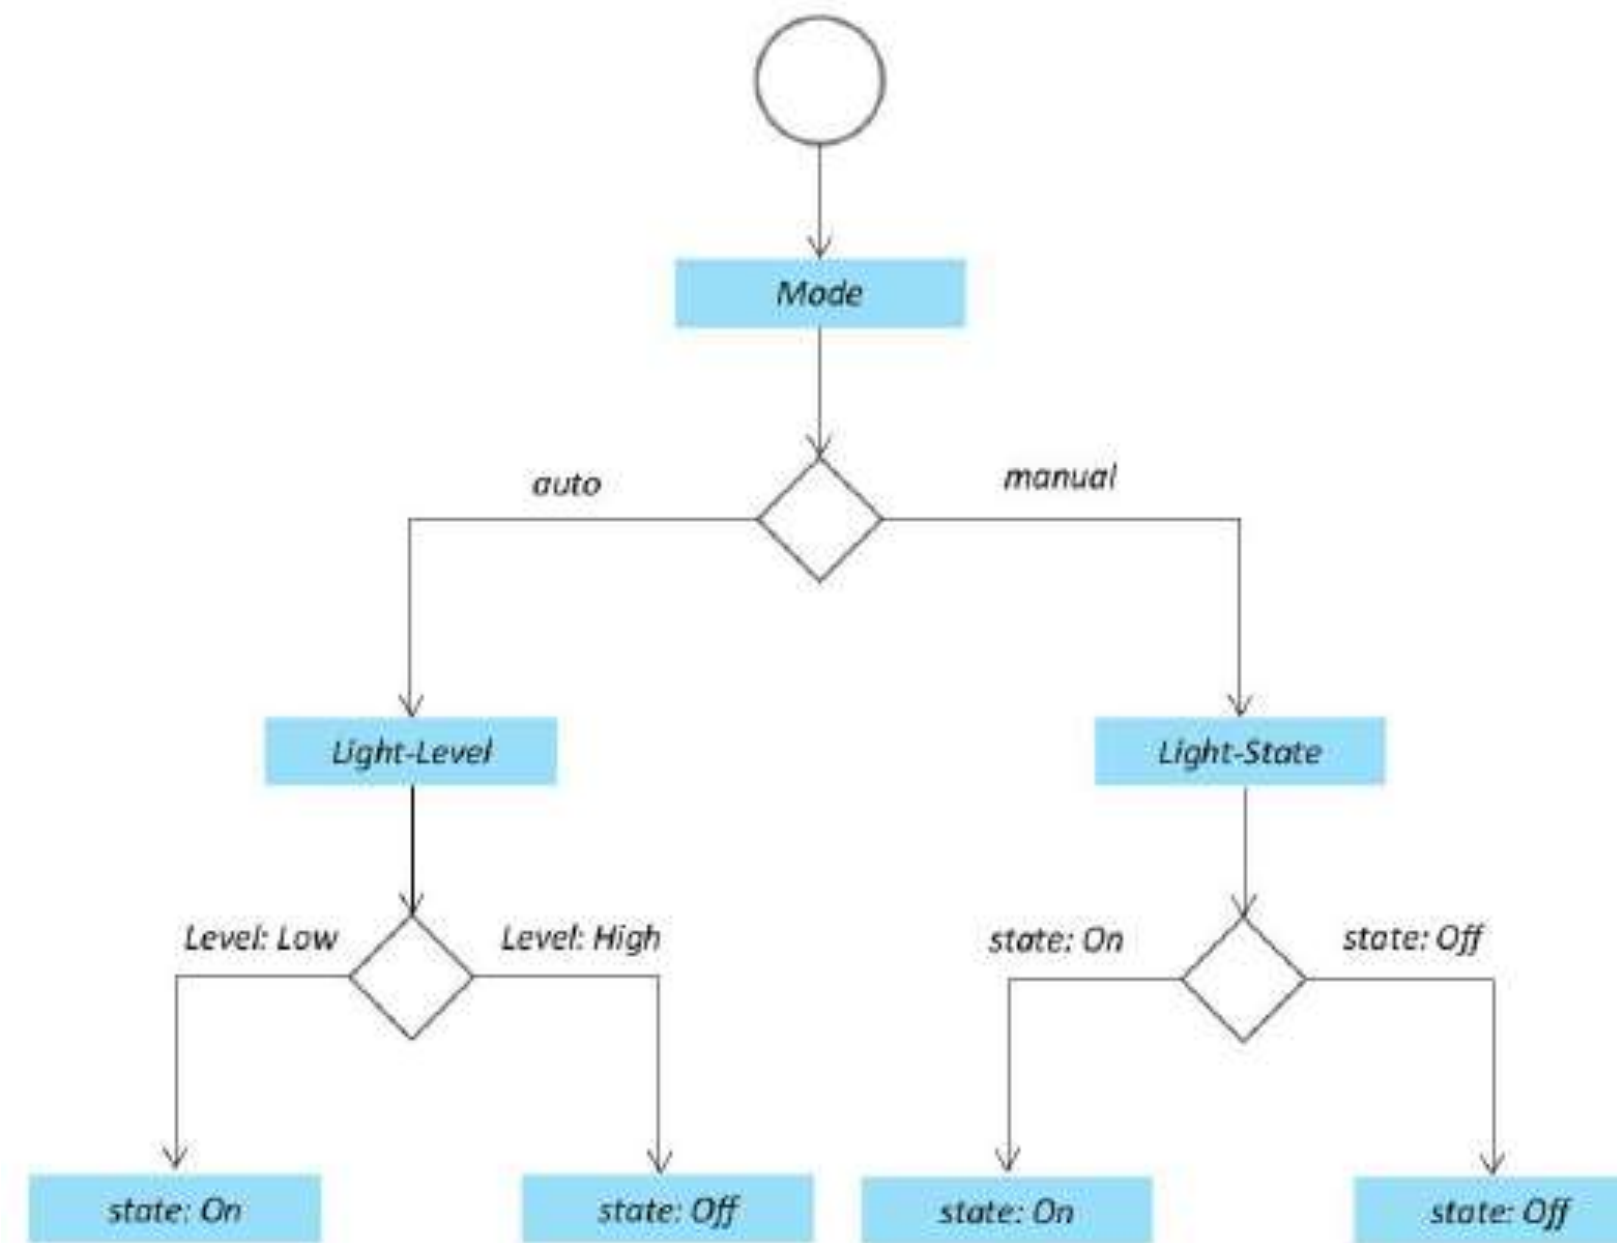 Mode
auto
manual
Light-Level
Light-State
Level: Low
Level: High
state: On
state: Off
state: On
state: Off
state: On
state: Off